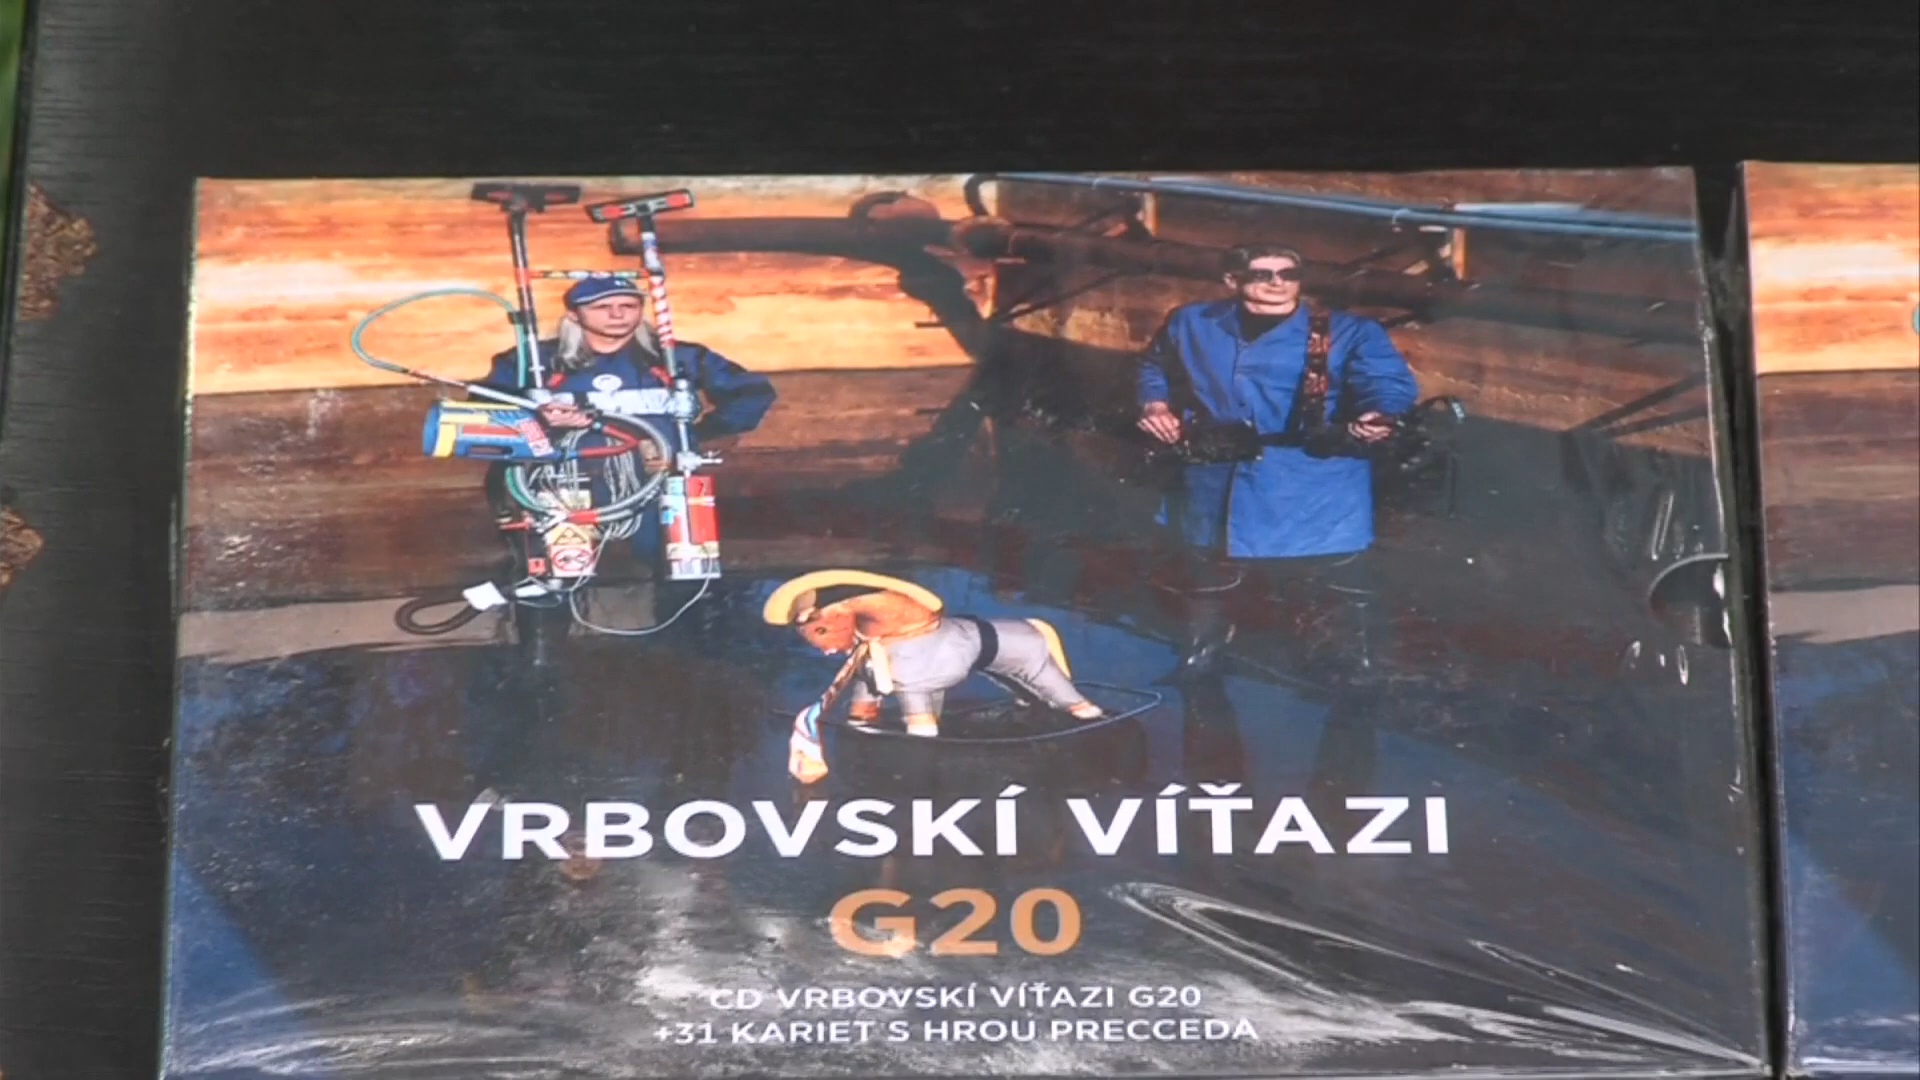 VRBOVSKÍ VÍŤAZI
G20
CD VRBOVSKÍ VÍŤAZI G20
+31 KARIET S HROU PRECCEDA